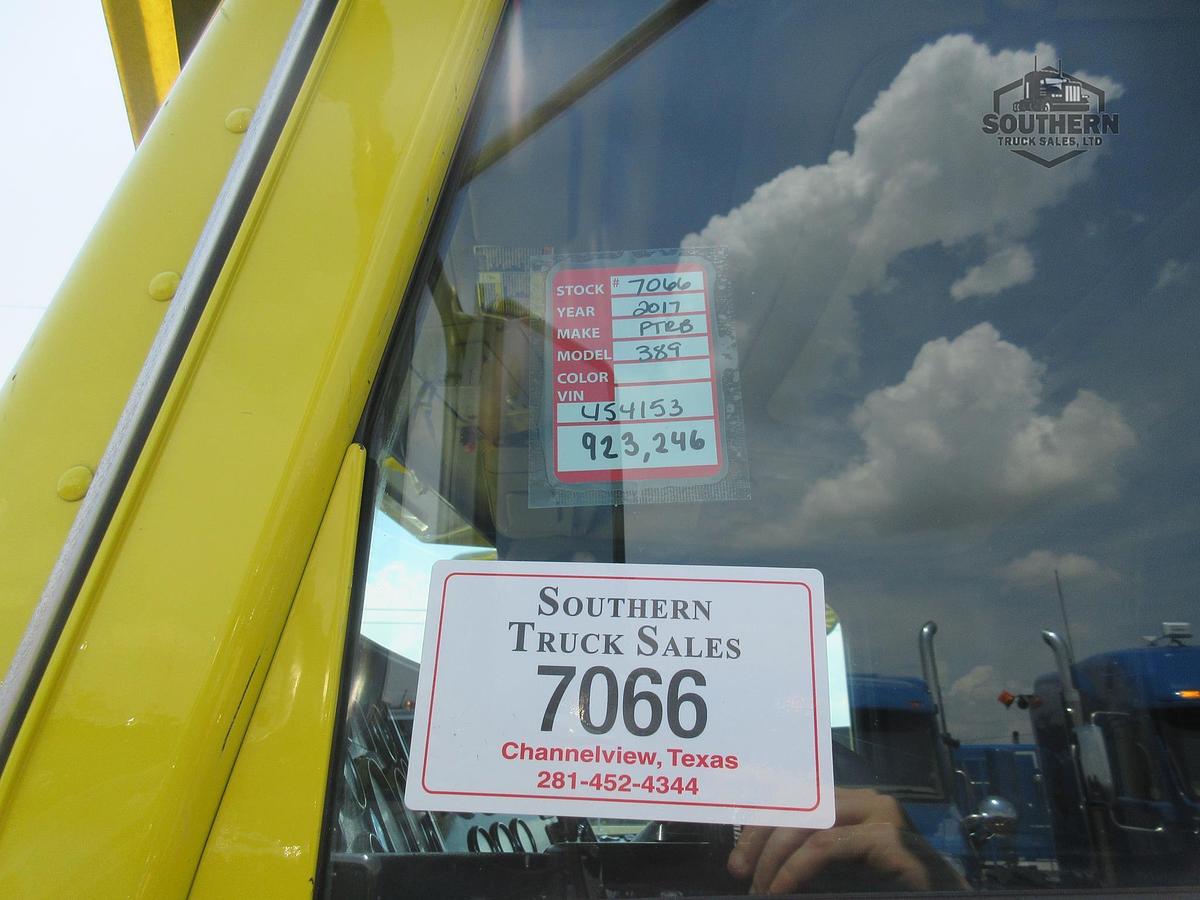 SOUTHERN
TRUCK SALES, LTD
STOCK # 7066
YEAR 2017
MAKE PTRB
MODEL 389
COLOR
VIN
454153
923,246
SOUTHERN
TRUCK SALES
7066
Channelview, Texas
281-452-4344